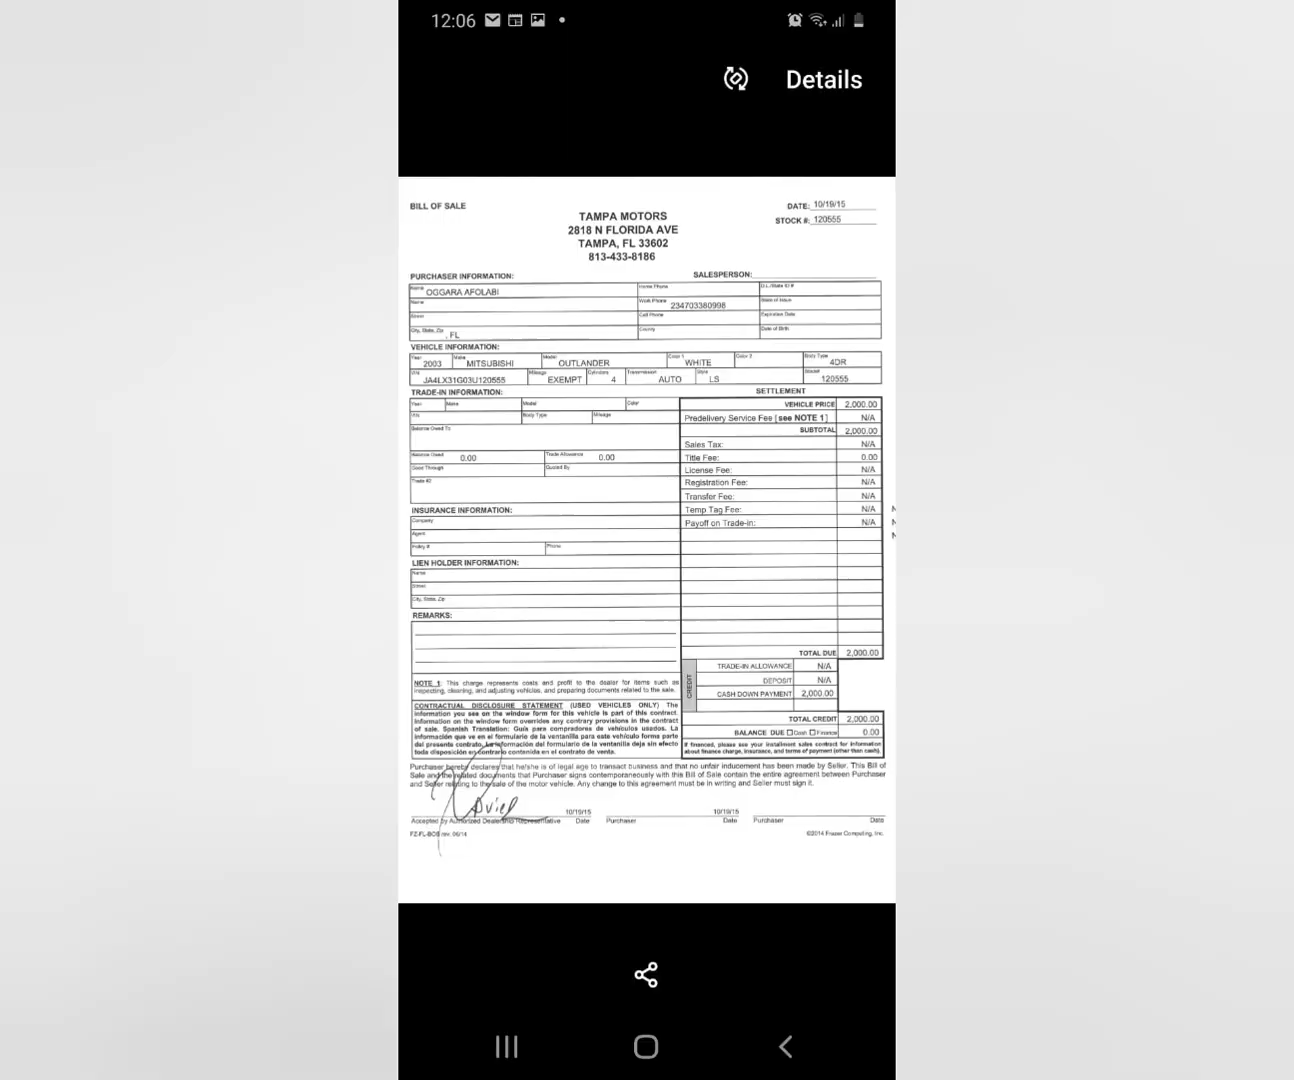 12:06
Details
BILL OF SALE
DATE: 10/19/15
STOCK #: 120555
TAMPA MOTORS
2818 N FLORIDA AVE
TAMPA, FL 33602
813-433-8186
PURCHASER INFORMATION:
SALESPERSON:
Name OGGARA AFOLABI
Home Phone
D.L./State ID #
Name
Work Phone 234703380998
State of Issue
Street
Cell Phone
Expiration Date
City, State, Zip , FL
County
Date of Birth
VEHICLE INFORMATION:
Year 2003 Make MITSUBISHI Model OUTLANDER Color 1 WHITE Color 2 Body Type 4DR
VIN JA4LX31G03U120555 Mileage EXEMPT Cylinders 4 Transmission AUTO Style LS Stock# 120555
TRADE-IN INFORMATION:
Year Make Model Color
VIN Body Type Mileage
Balance Owed To
Balance Owed 0.00 Trade Allowance 0.00
Good Through Quoted By
Trade #2
INSURANCE INFORMATION:
Company
Agent
Policy # Phone
LIEN HOLDER INFORMATION:
Name
Street
City, State, Zip
REMARKS:
SETTLEMENT
VEHICLE PRICE 2,000.00
Predelivery Service Fee [see NOTE 1] N/A
SUBTOTAL 2,000.00
Sales Tax: N/A
Title Fee: 0.00
License Fee: N/A
Registration Fee: N/A
Transfer Fee: N/A
Temp Tag Fee: N/A
Payoff on Trade-in: N/A
N
N
N
TOTAL DUE 2,000.00
CREDIT
TRADE-IN ALLOWANCE N/A
DEPOSIT N/A
CASH DOWN PAYMENT 2,000.00
TOTAL CREDIT 2,000.00
BALANCE DUE Cash Finance 0.00
If financed, please see your installment sales contract for information
about finance charge, insurance, and terms of payment (other than cash).
NOTE 1: This charge represents costs and profit to the dealer for items such as
inspecting, cleaning, and adjusting vehicles, and preparing documents related to the sale.
CONTRACTUAL DISCLOSURE STATEMENT (USED VEHICLES ONLY) The
information you see on the window form for this vehicle is part of this contract.
Information on the window form overrides any contrary provisions in the contract
of sale. Spanish Translation: Guía para compradores de vehículos usados. La
información que ve en el formulario de la ventanilla para este vehículo forma parte
del presente contrato. La información del formulario de la ventanilla deja sin efecto
toda disposición en contrario contenida en el contrato de venta.
Purchaser hereby declares that he/she is of legal age to transact business and that no unfair inducement has been made by Seller. This Bill of
Sale and the related documents that Purchaser signs contemporaneously with this Bill of Sale contain the entire agreement between Purchaser
and Seller relating to the sale of the motor vehicle. Any change to this agreement must be in writing and Seller must sign it.
10/19/15 10/19/15
Accepted by Authorized Dealership Representative Date Purchaser Date Purchaser Date
FZ-FL-BOS rev. 06/14
©2014 Frazer Computing, Inc.